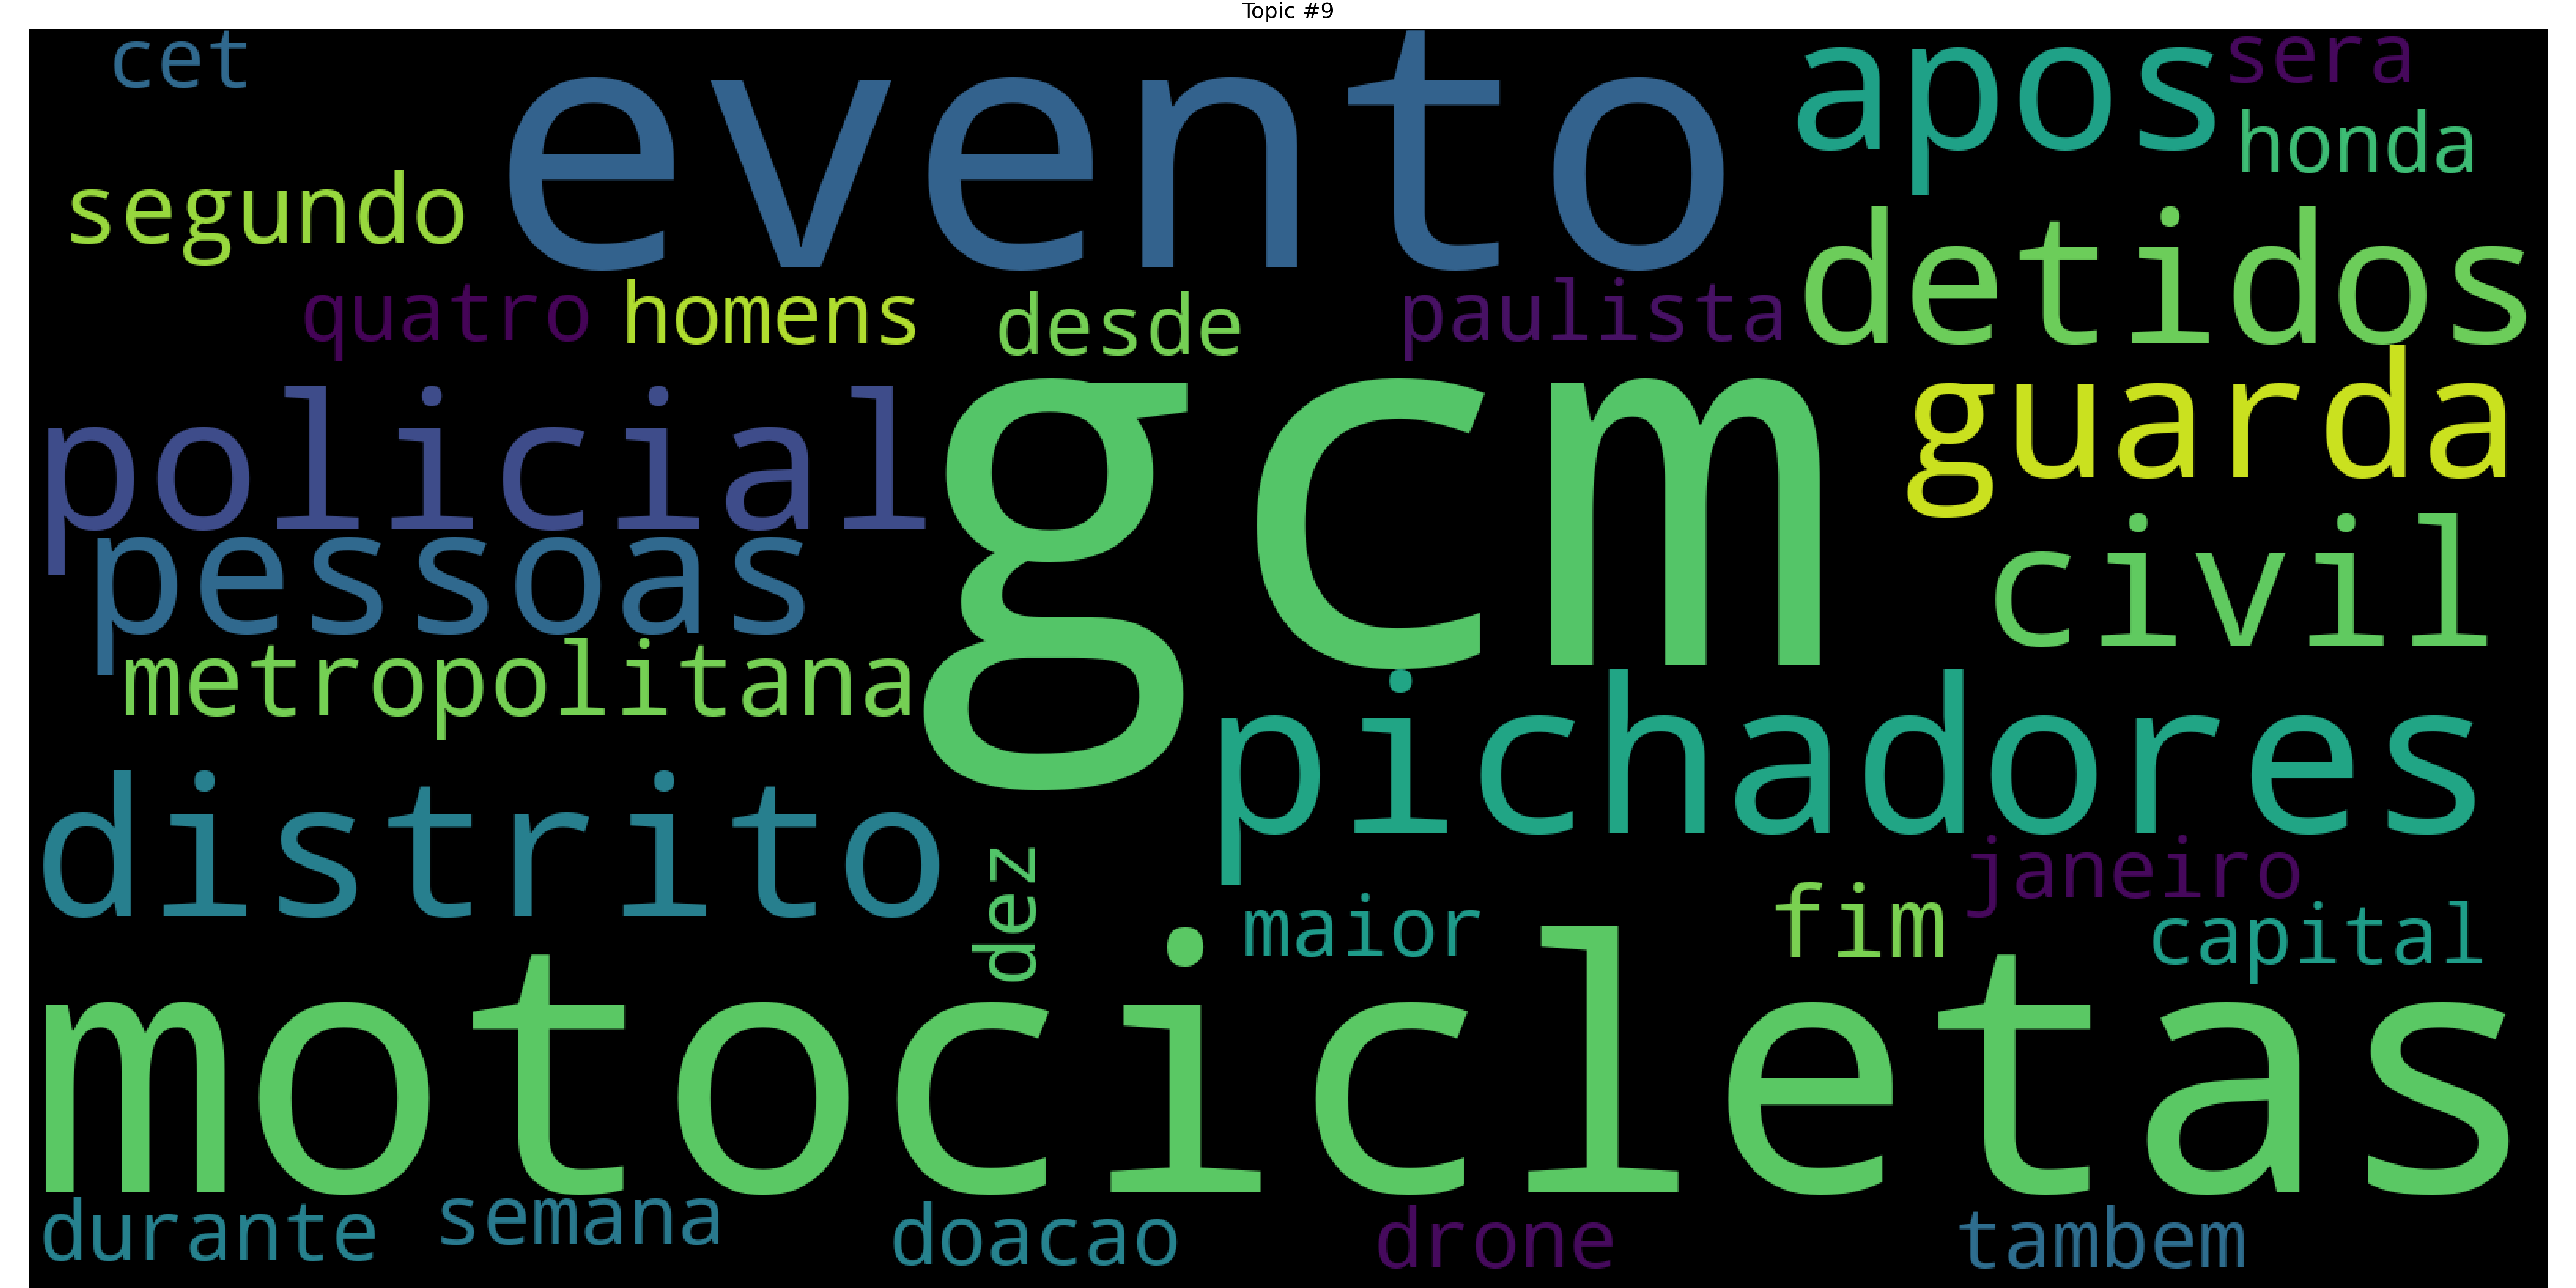 Topic #9
cet
evento
apos
sera
honda
segundo
detidos
quatro
homens
desde
paulista
gcm
guarda
policial
pessoas
civil
metropolitana
pichadores
distrito
dez
janeiro
maior
fim
capital
motocicletas
durante
semana
doacao
drone
tambem